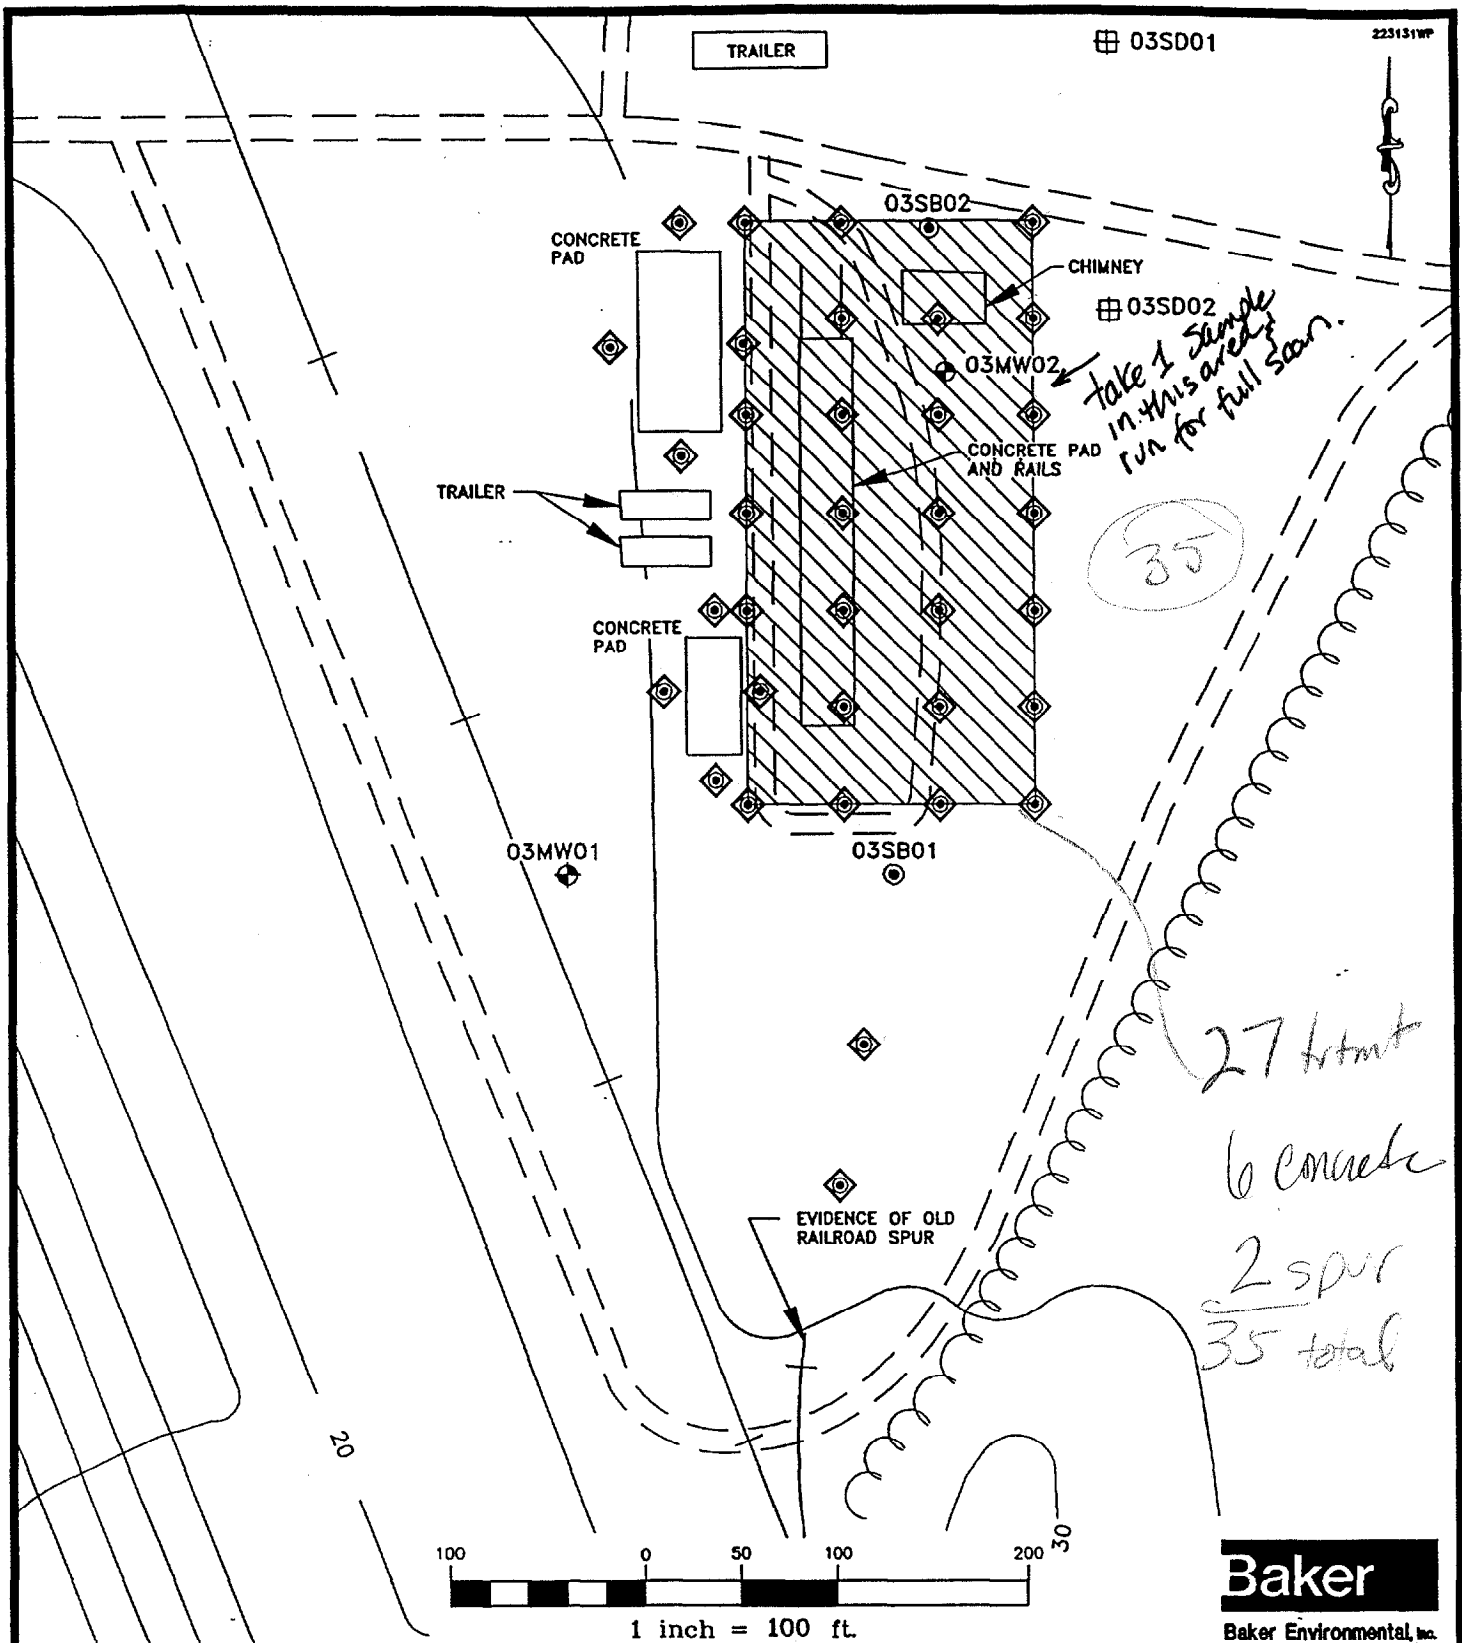 TRAILER
03SD01
223131WP
03SB02
CONCRETE
PAD
CHIMNEY
03SD02
take 1 sample
in this area &
run for full scan.
03MW02
CONCRETE PAD
AND RAILS
TRAILER
35
CONCRETE
PAD
03MW01
03SB01
27 trtmt
6 concrete
2 spur
35 total
EVIDENCE OF OLD
RAILROAD SPUR
20
30
100 0 50 100 200
1 inch = 100 ft.
Baker
Baker Environmental, Inc.